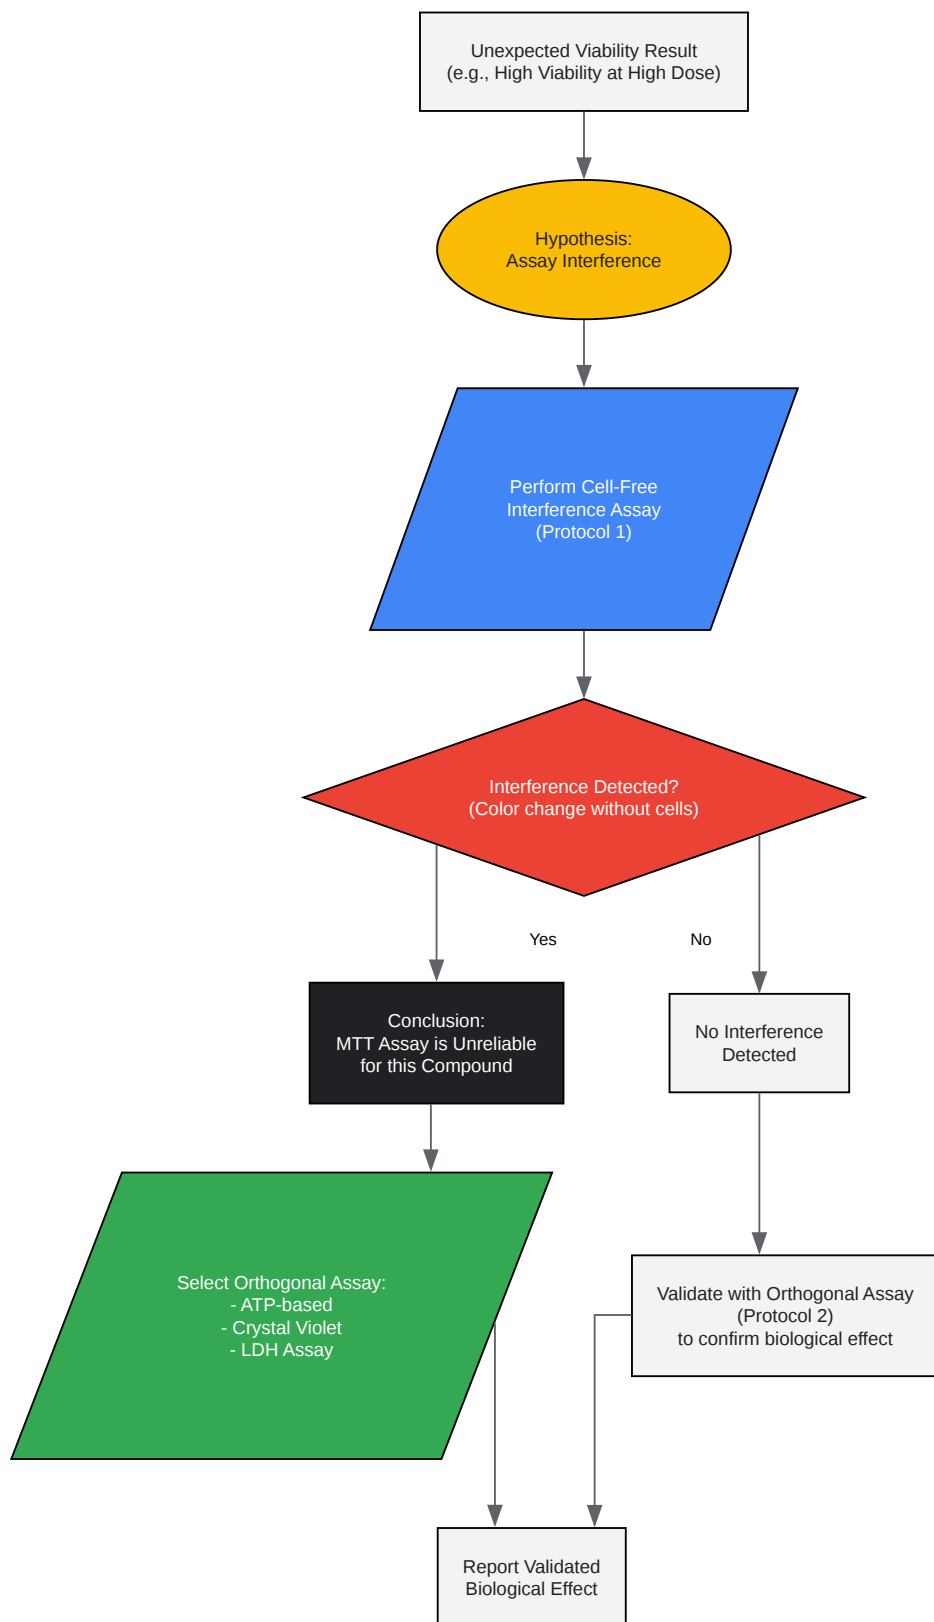 Unexpected Viability Result
(e.g., High Viability at High Dose)
Hypothesis:
Assay Interference
Perform Cell-Free
Interference Assay
(Protocol 1)
Interference Detected?
(Color change without cells)
Yes
No
Conclusion:
MTT Assay is Unreliable
for this Compound
No Interference
Detected
Select Orthogonal Assay:
- ATP-based
- Crystal Violet
- LDH Assay
Validate with Orthogonal Assay
(Protocol 2)
to confirm biological effect
Report Validated
Biological Effect